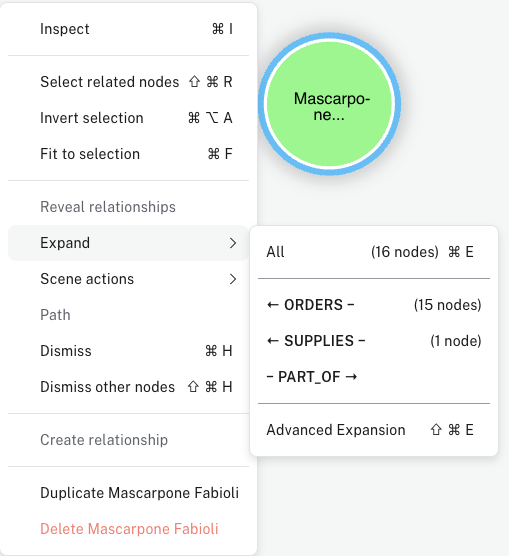 Inspect ⌘ I
Select related nodes ⇧ ⌘ R
Invert selection ⌘ ⌥ A
Fit to selection ⌘ F
Reveal relationships
Expand >
Scene actions >
Path
Dismiss ⌘ H
Dismiss other nodes ⇧ ⌘ H
Create relationship
Duplicate Mascarpone Fabioli
Delete Mascarpone Fabioli
Mascarpo-
ne...
All (16 nodes) ⌘ E
← ORDERS – (15 nodes)
← SUPPLIES – (1 node)
– PART_OF →
Advanced Expansion ⇧ ⌘ E